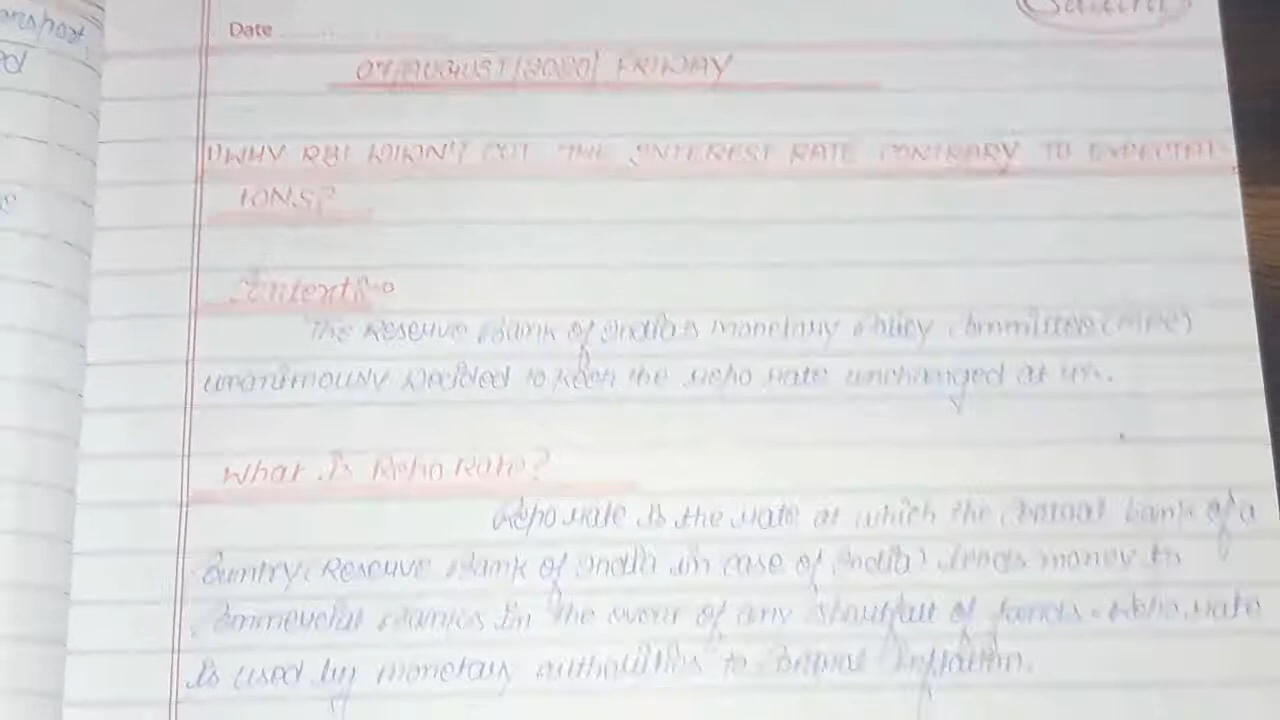 Date
07/AUGUST/2020/ FRIDAY
1) WHY RBI DIDN'T CUT THE INTEREST RATE CONTRARY TO EXPECTAT-
IONS?
Context:-
The Reserve Bank of India's monetary Policy Committee (MPC)
unanimously decided to keep the repo rate unchanged at 4%.
What is Repo Rate?
Repo rate is the rate at which the central bank of a
country (Reserve Bank of India in case of India) lends money to
commercial banks in the event of any shortfall of funds. Repo rate
is used by monetary authorities to control inflation.